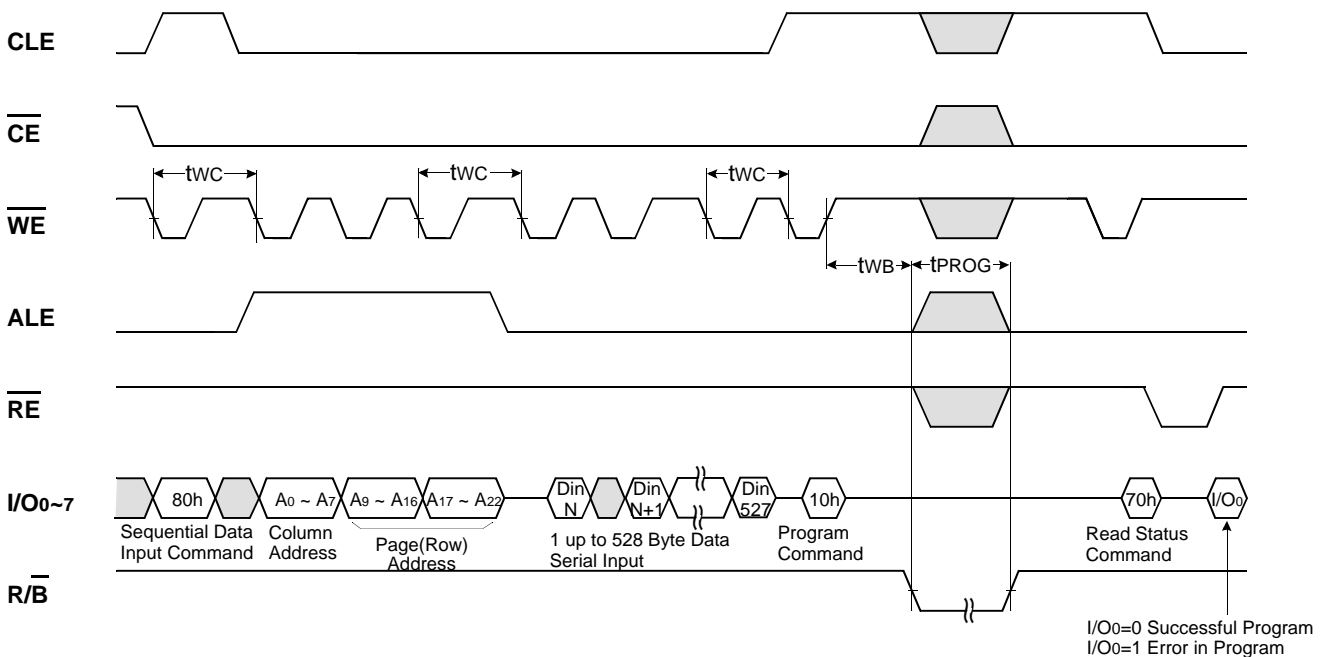 CLE
CE
tWC
tWC
tWC
WE
tWB
tPROG
ALE
RE
I/O0~7
80h
A0 ~ A7
A9 ~ A16
A17 ~ A22
Din
N
Din
N+1
Din
527
10h
70h
I/O0
Sequential Data
Input Command
Column
Address
Page(Row)
Address
1 up to 528 Byte Data
Serial Input
Program
Command
Read Status
Command
R/B
I/O0=0 Successful Program
I/O0=1 Error in Program